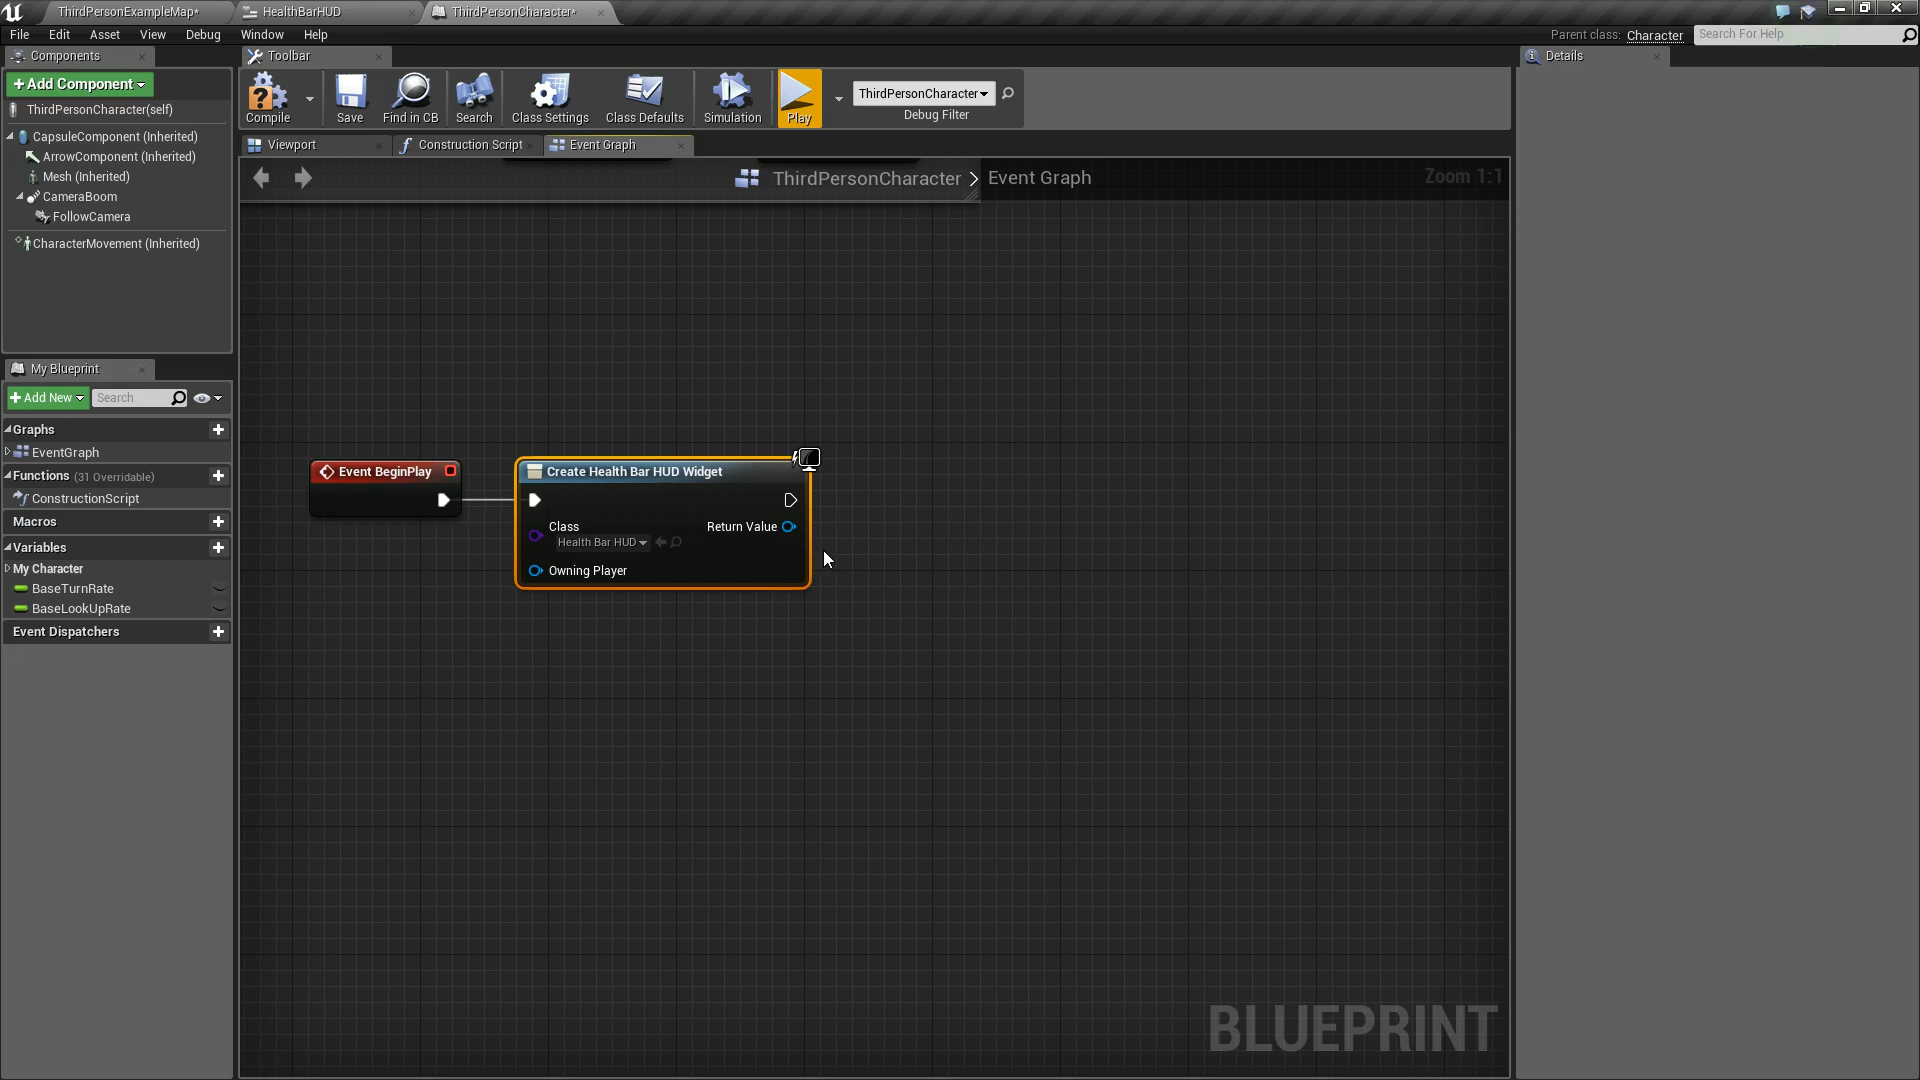 ThirdPersonExampleMap*
HealthBarHUD
ThirdPersonCharacter*
File Edit Asset View Debug Window Help
Parent class: Character
Search For Help
Components
Toolbar
Details
+Add Component
ThirdPersonCharacter(self)
CapsuleComponent (Inherited)
ArrowComponent (Inherited)
Mesh (Inherited)
CameraBoom
FollowCamera
CharacterMovement (Inherited)
Compile
Save
Find in CB
Search
Class Settings
Class Defaults
Simulation
Play
ThirdPersonCharacter
Debug Filter
Viewport
Construction Script
Event Graph
ThirdPersonCharacter > Event Graph
Zoom 1:1
My Blueprint
+Add New
Search
Graphs
EventGraph
Functions (31 Overridable)
ConstructionScript
Macros
Variables
My Character
BaseTurnRate
BaseLookUpRate
Event Dispatchers
Event BeginPlay
Create Health Bar HUD Widget
Class
Health Bar HUD
Return Value
Owning Player
BLUEPRINT